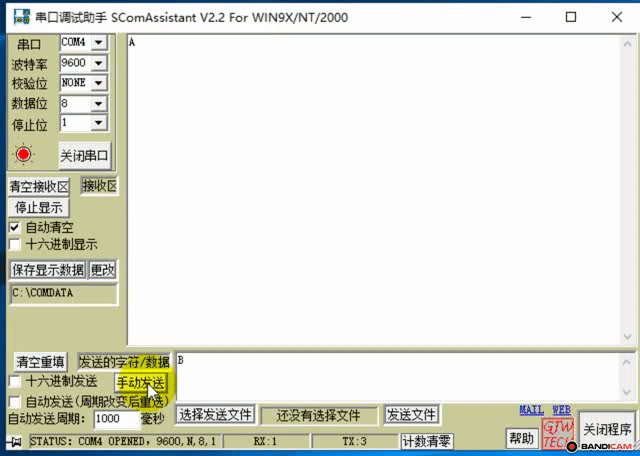 串口调试助手 SComAssistant V2.2 For WIN9X/NT/2000
串口 COM4
A
波特率 9600
校验位 NONE
数据位 8
停止位 1
关闭串口
清空接收区 接收区
停止显示
自动清空
十六进制显示
保存显示数据 更改
C:\COMDATA
清空重填 发送的字符/数据
B
十六进制发送 手动发送
自动发送(周期改变后重选)
自动发送周期: 1000 毫秒 选择发送文件 还没有选择文件 发送文件
MAIL WEB
GJW
TECH
帮助
关闭程序
STATUS: COM4 OPENED, 9600,N,8,1 RX:1 TX:3 计数清零
BANDICAM